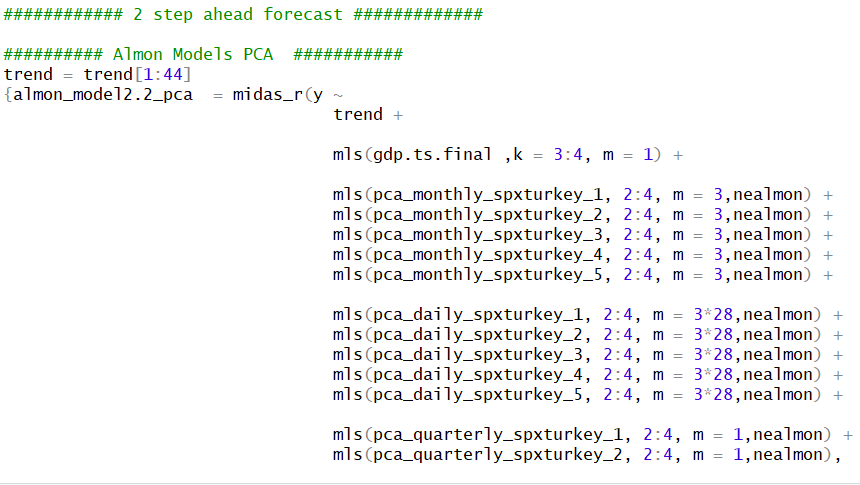 ############ 2 step ahead forecast #############
########## Almon Models PCA  ###########
trend = trend[1:44]
{almon_model2.2_pca  = midas_r(y ~
trend +
mls(gdp.ts.final ,k = 3:4, m = 1) +
mls(pca_monthly_spxturkey_1, 2:4, m = 3,nealmon) +
mls(pca_monthly_spxturkey_2, 2:4, m = 3,nealmon) +
mls(pca_monthly_spxturkey_3, 2:4, m = 3,nealmon) +
mls(pca_monthly_spxturkey_4, 2:4, m = 3,nealmon) +
mls(pca_monthly_spxturkey_5, 2:4, m = 3,nealmon) +
mls(pca_daily_spxturkey_1, 2:4, m = 3*28,nealmon) +
mls(pca_daily_spxturkey_2, 2:4, m = 3*28,nealmon) +
mls(pca_daily_spxturkey_3, 2:4, m = 3*28,nealmon) +
mls(pca_daily_spxturkey_4, 2:4, m = 3*28,nealmon) +
mls(pca_daily_spxturkey_5, 2:4, m = 3*28,nealmon) +
mls(pca_quarterly_spxturkey_1, 2:4, m = 1,nealmon) +
mls(pca_quarterly_spxturkey_2, 2:4, m = 1,nealmon),